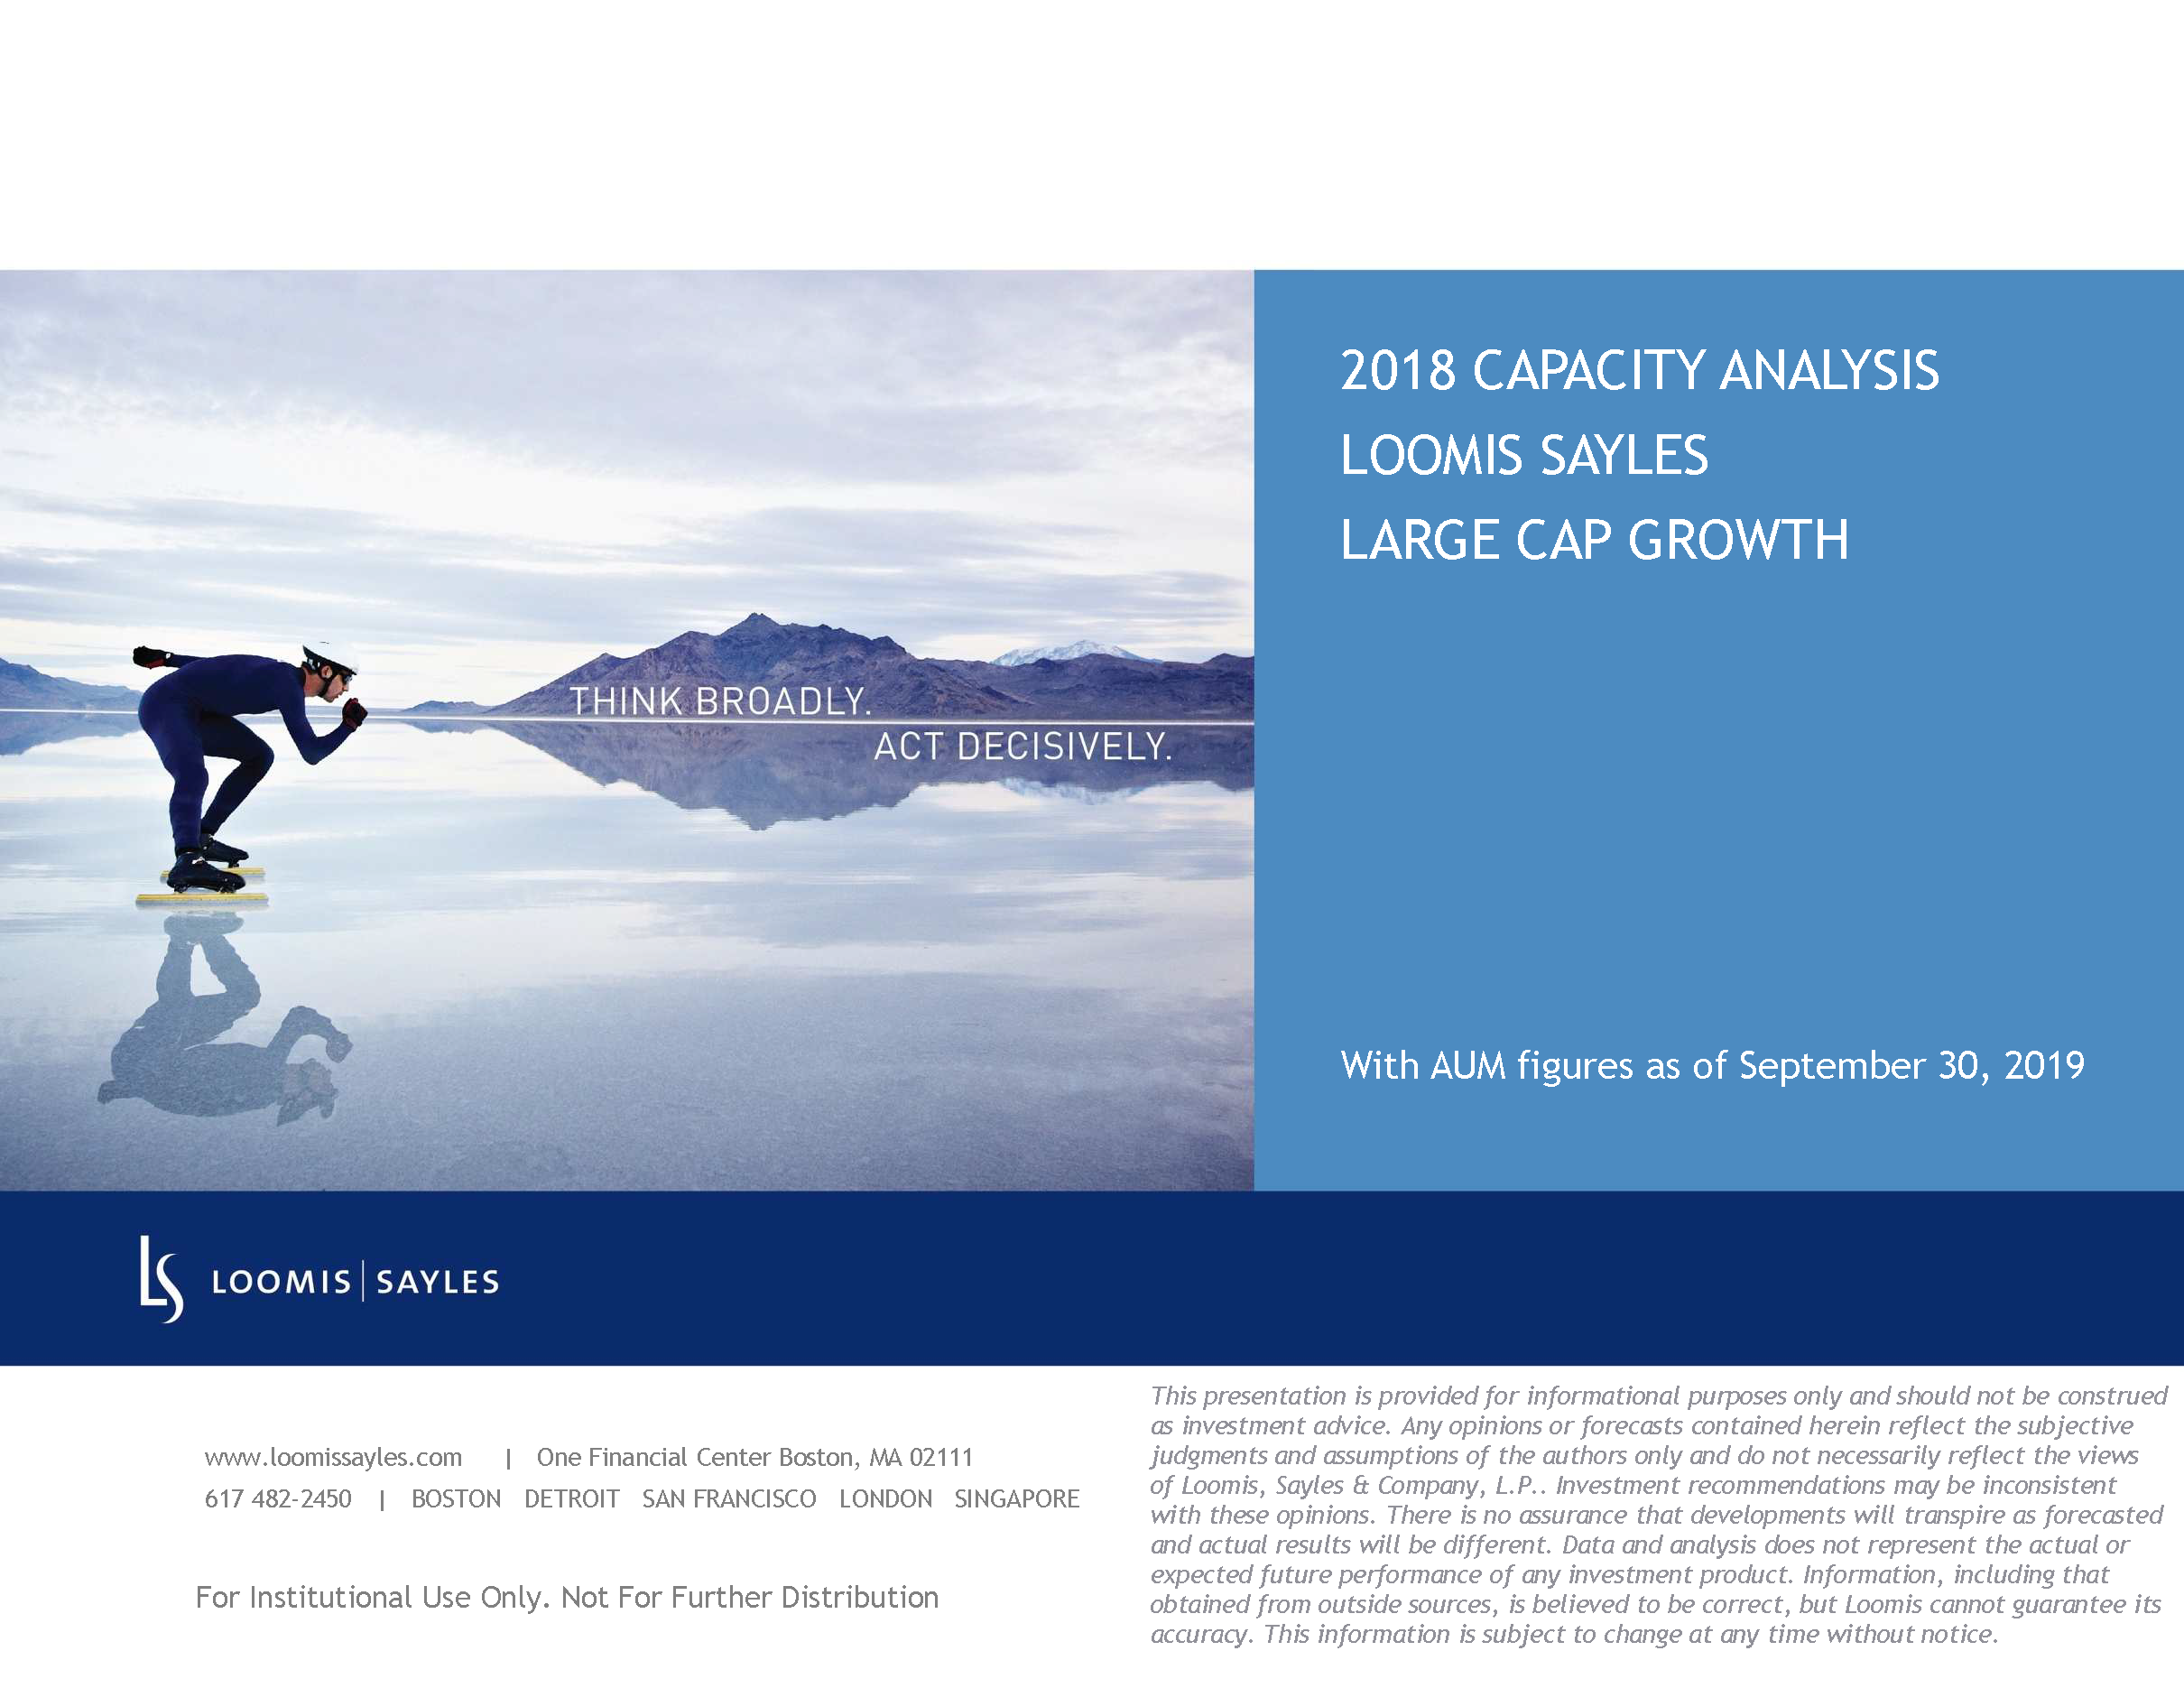 2018 CAPACITY ANALYSIS
LOOMIS SAYLES
LARGE CAP GROWTH
THINK BROADLY.
ACT DECISIVELY.
With AUM figures as of September 30, 2019
LS LOOMIS | SAYLES
www.loomissayles.com | One Financial Center Boston, MA 02111
617 482-2450 | BOSTON DETROIT SAN FRANCISCO LONDON SINGAPORE
For Institutional Use Only. Not For Further Distribution
This presentation is provided for informational purposes only and should not be construed
as investment advice. Any opinions or forecasts contained herein reflect the subjective
judgments and assumptions of the authors only and do not necessarily reflect the views
of Loomis, Sayles & Company, L.P.. Investment recommendations may be inconsistent
with these opinions. There is no assurance that developments will transpire as forecasted
and actual results will be different. Data and analysis does not represent the actual or
expected future performance of any investment product. Information, including that
obtained from outside sources, is believed to be correct, but Loomis cannot guarantee its
accuracy. This information is subject to change at any time without notice.